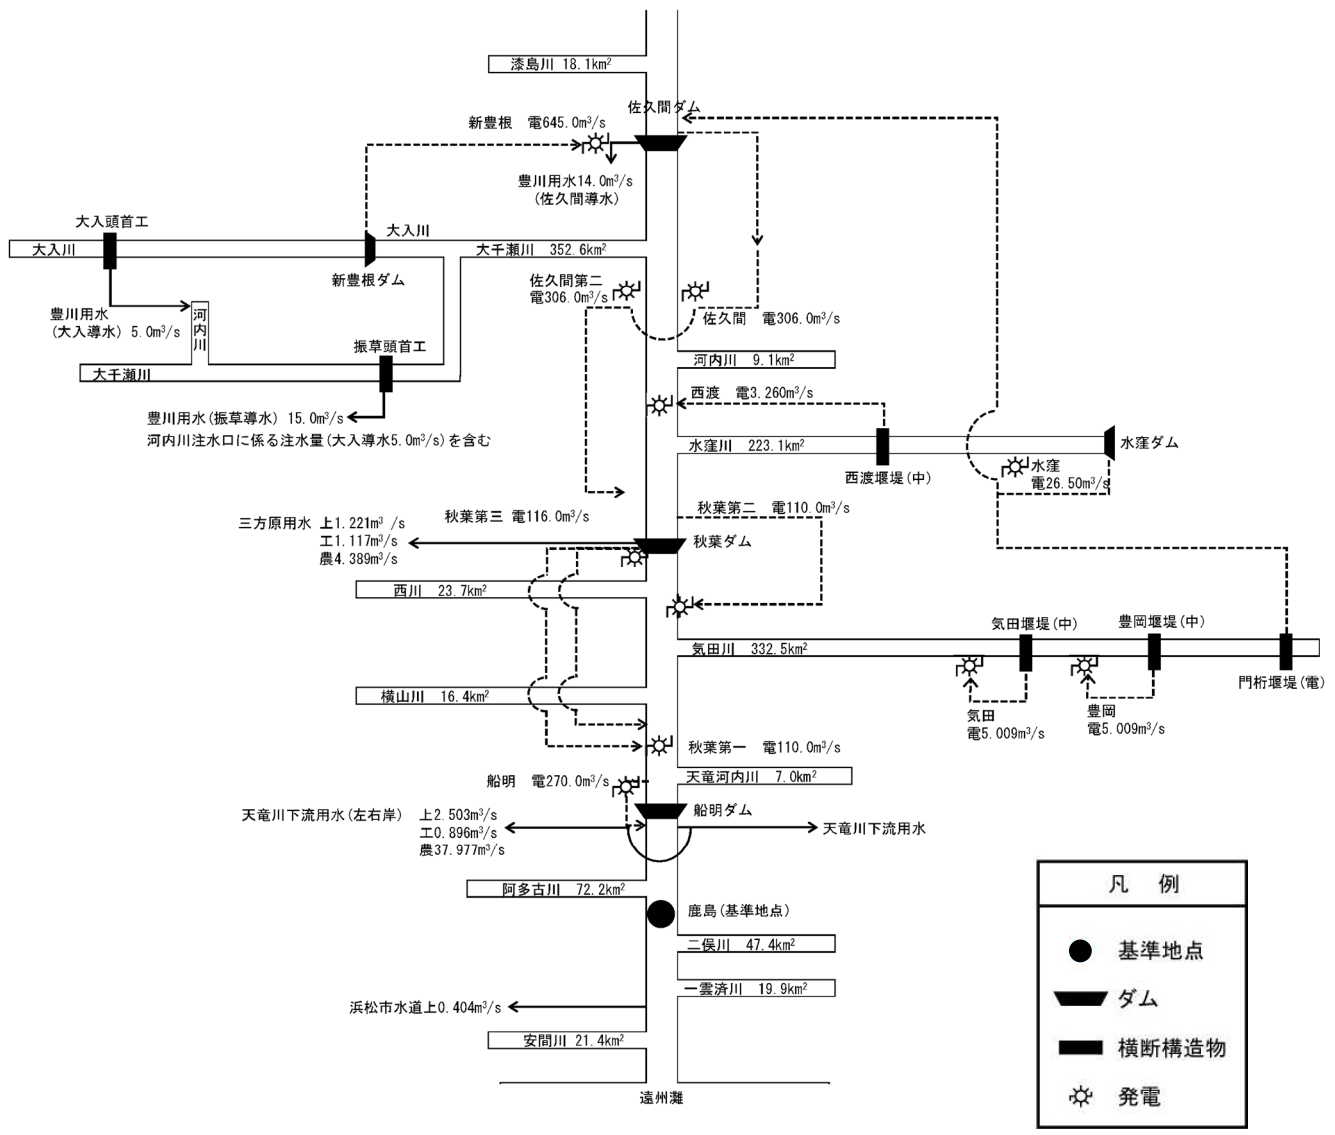 漆島川 18.1km²
佐久間ダム
新豊根 電645.0m³/s
豊川用水14.0m³/s
(佐久間導水)
大入頭首工
大入川
大入川
大千瀬川 352.6km²
新豊根ダム
佐久間第二
電306.0m³/s
豊川用水
(大入導水) 5.0m³/s
河内川
佐久間 電306.0m³/s
振草頭首工
河内川 9.1km²
大千瀬川
西渡 電3.260m³/s
豊川用水(振草導水) 15.0m³/s
河内川注水口に係る注水量(大入導水5.0m³/s)を含む
水窪川 223.1km²
水窪ダム
西渡堰堤(中)
水窪
電26.50m³/s
秋葉第三 電116.0m³/s
秋葉第二 電110.0m³/s
三方原用水 上1.221m³ /s
工1.117m³/s
農4.389m³/s
秋葉ダム
西川 23.7km²
気田堰堤(中)
豊岡堰堤(中)
気田川 332.5km²
門桁堰堤(電)
横山川 16.4km²
気田
電5.009m³/s
豊岡
電5.009m³/s
秋葉第一 電110.0m³/s
船明 電270.0m³/s
天竜河内川 7.0km²
天竜川下流用水(左右岸) 上2.503m³/s
工0.896m³/s
農37.977m³/s
船明ダム
天竜川下流用水
阿多古川 72.2km²
鹿島(基準地点)
二俣川 47.4km²
一雲済川 19.9km²
浜松市水道上0.404m³/s
安間川 21.4km²
遠州灘
凡 例
基準地点
ダム
横断構造物
発電